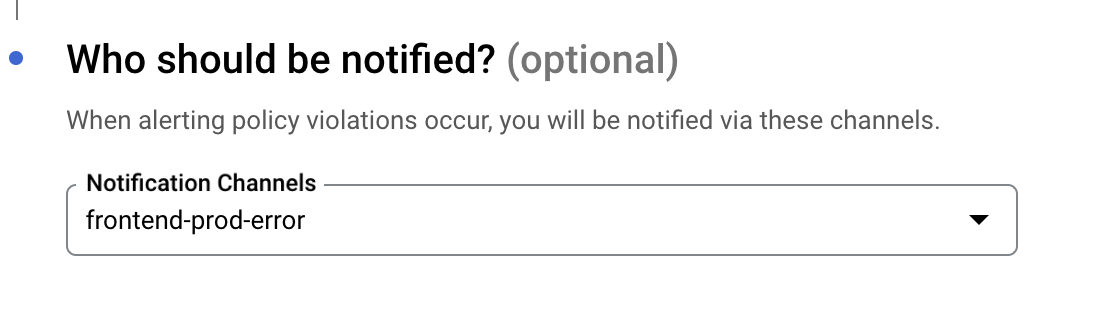 Who should be notified? (optional)
When alerting policy violations occur, you will be notified via these channels.
Notification Channels
frontend-prod-error